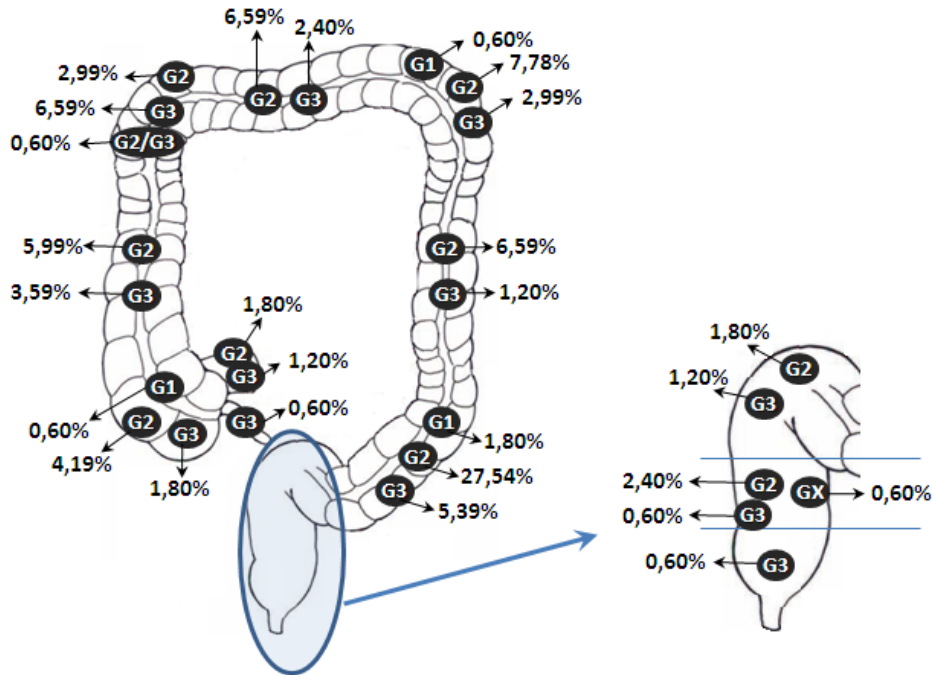 6,59%
2,40%
0,60%
G1
7,78%
2,99%
G2
G2
2,99%
6,59%
G3
G2
G3
G3
0,60%
G2/G3
5,99%
G2
G2
6,59%
3,59%
G3
G3
1,20%
1,80%
G2
1,20%
G3
G1
0,60%
0,60%
G2
G3
G3
4,19%
1,80%
G1
1,80%
G2
27,54%
G3
5,39%
1,80%
G2
1,20%
G3
2,40%
G2
GX
0,60%
0,60%
G3
0,60%
G3